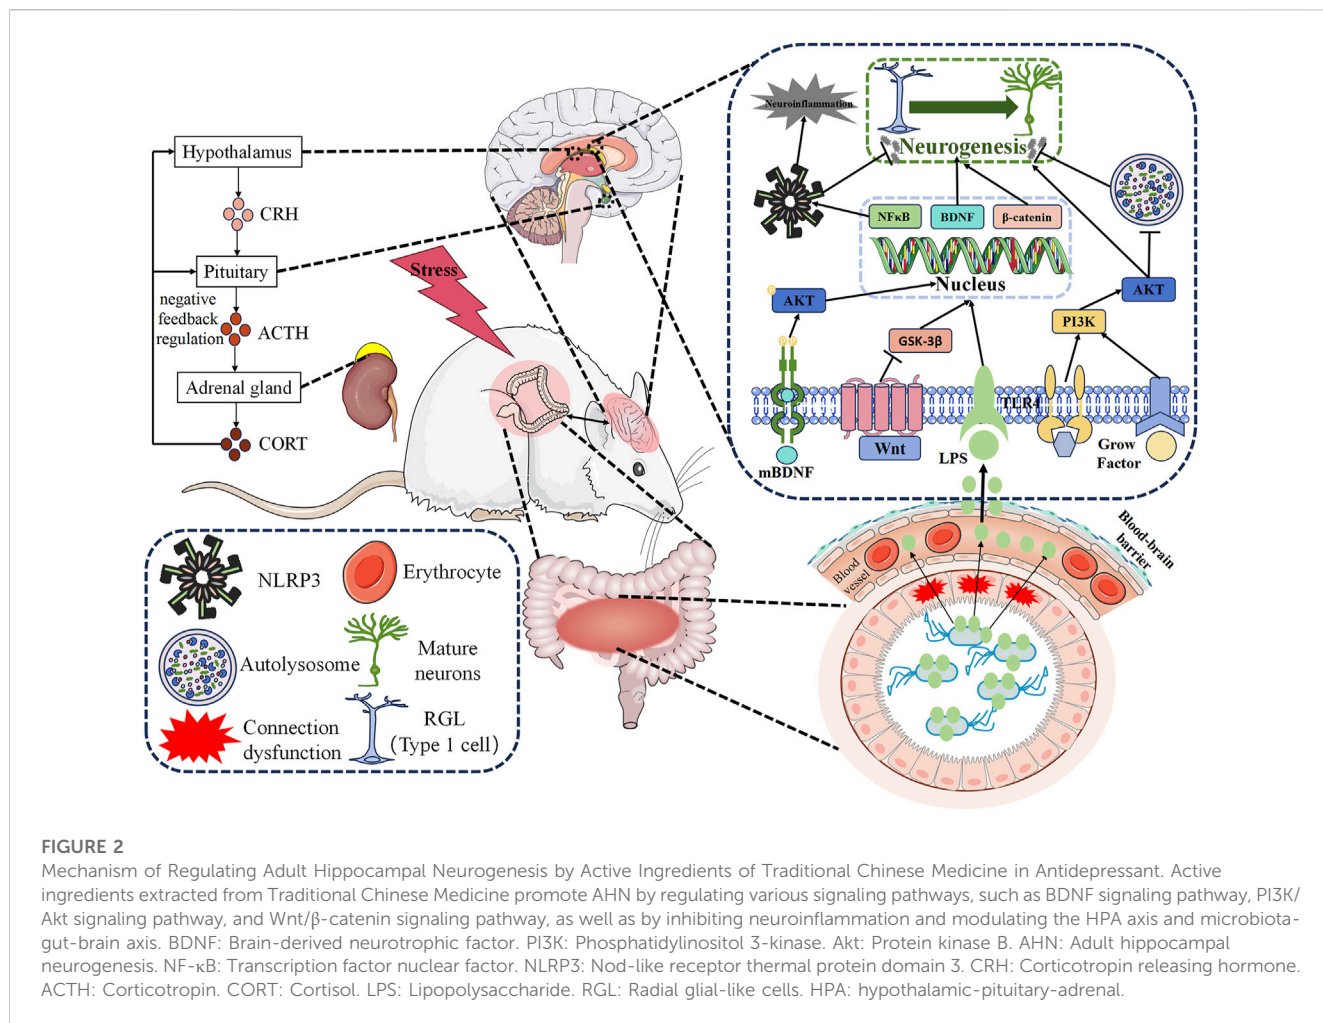 Hypothalamus
CRH
Pituitary
negative
feedback
regulation
ACTH
Adrenal gland
CORT
Stress
Neuroinflammation
Neurogenesis
NFκB
BDNF
β-catenin
Nucleus
AKT
AKT
PI3K
GSK-3β
TLR4
Wnt
mBDNF
LPS
Grow
Factor
Blood-brain
barrier
Blood
vessel
NLRP3
Erythrocyte
Autolysosome
Mature
neurons
Connection
dysfunction
RGL
(Type 1 cell)
FIGURE 2
Mechanism of Regulating Adult Hippocampal Neurogenesis by Active Ingredients of Traditional Chinese Medicine in Antidepressant. Active
ingredients extracted from Traditional Chinese Medicine promote AHN by regulating various signaling pathways, such as BDNF signaling pathway, PI3K/
Akt signaling pathway, and Wnt/β-catenin signaling pathway, as well as by inhibiting neuroinflammation and modulating the HPA axis and microbiota-
gut-brain axis. BDNF: Brain-derived neurotrophic factor. PI3K: Phosphatidylinositol 3-kinase. Akt: Protein kinase B. AHN: Adult hippocampal
neurogenesis. NF-κB: Transcription factor nuclear factor. NLRP3: Nod-like receptor thermal protein domain 3. CRH: Corticotropin releasing hormone.
ACTH: Corticotropin. CORT: Cortisol. LPS: Lipopolysaccharide. RGL: Radial glial-like cells. HPA: hypothalamic-pituitary-adrenal.